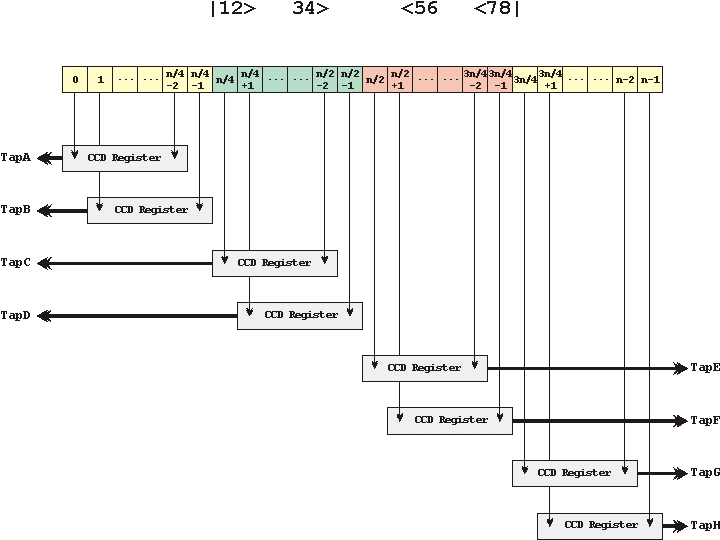 |12> 34> <56 <78|
0 1 ... ... n/4-2 n/4-1 n/4 n/4+1 ... ... n/2-2 n/2-1 n/2 n/2+1 ... ... 3n/4-2 3n/4-1 3n/4 3n/4+1 ... ... n-2 n-1
TapA CCD Register
TapB CCD Register
TapC CCD Register
TapD CCD Register
CCD Register TapE
CCD Register TapF
CCD Register TapG
CCD Register TapH